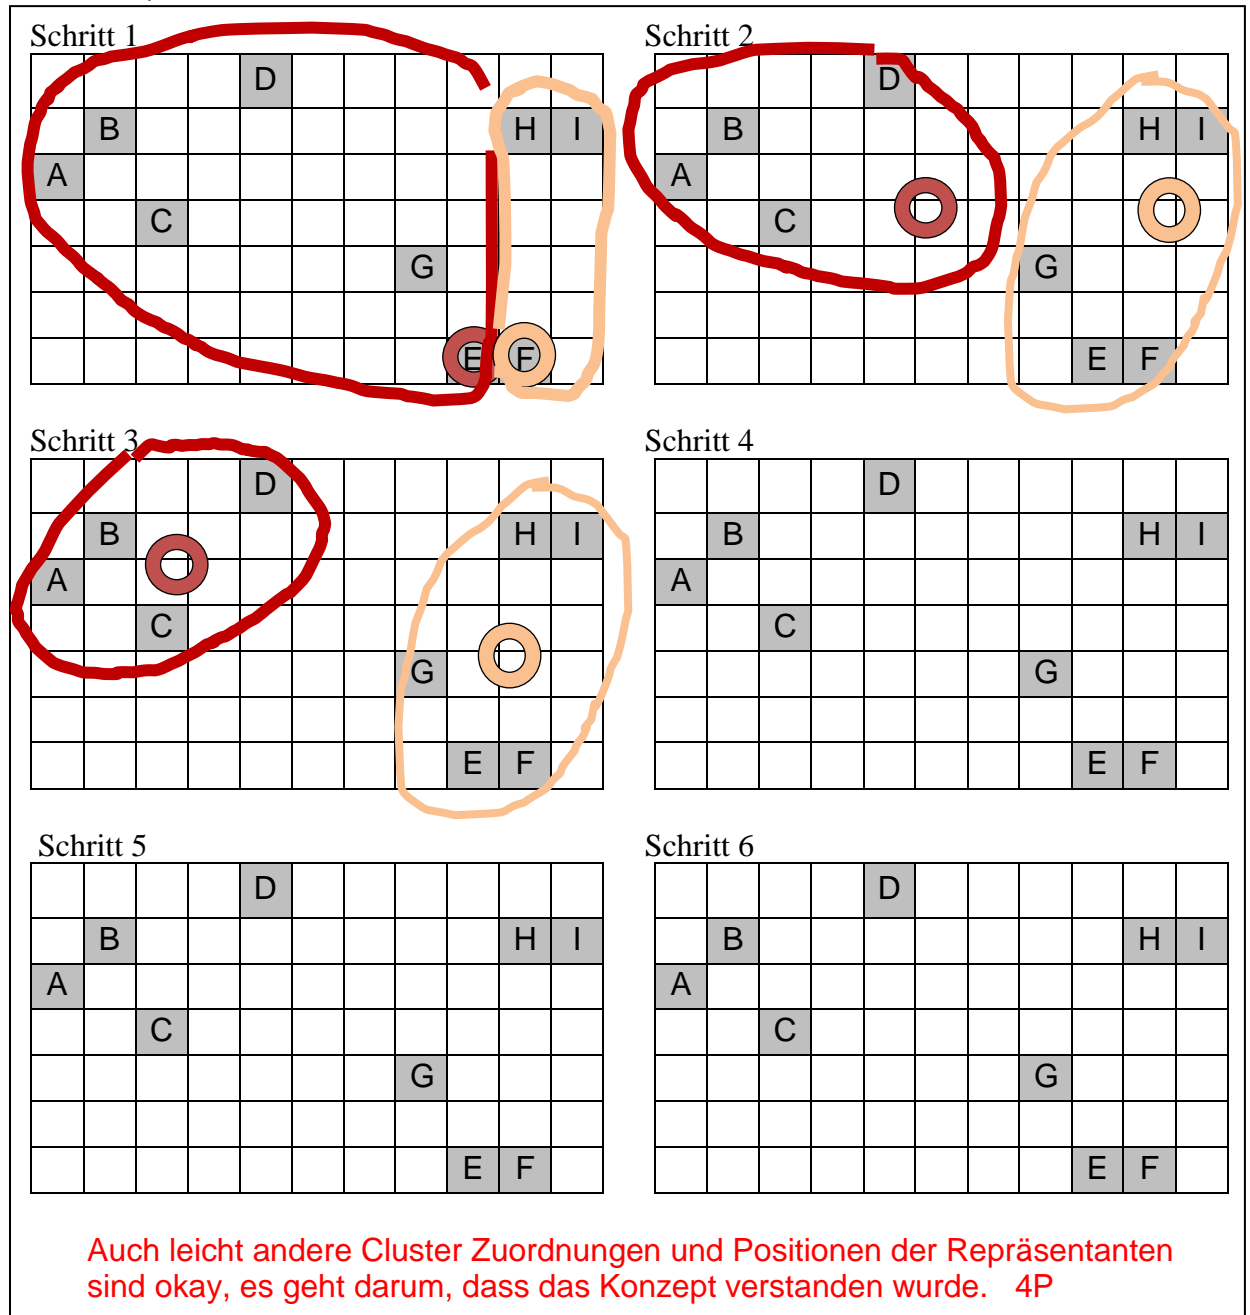 Schritt 1
D
B H I
A
C
G
E F
Schritt 2
D
B H I
A
C
G
E F
Schritt 3
D
B H I
A
C
G
E F
Schritt 4
D
B H I
A
C
G
E F
Schritt 5
D
B H I
A
C
G
E F
Schritt 6
D
B H I
A
C
G
E F
Auch leicht andere Cluster Zuordnungen und Positionen der Repräsentanten
sind okay, es geht darum, dass das Konzept verstanden wurde. 4P